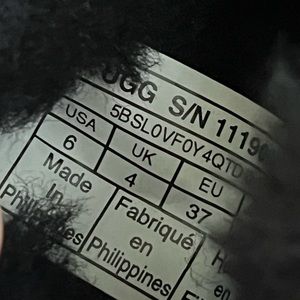 UGG S/N 1119
5BSL0VF0Y4QTD
USA UK EU
6 4 37
Made Fabriqué
In en
Philippines Philippines